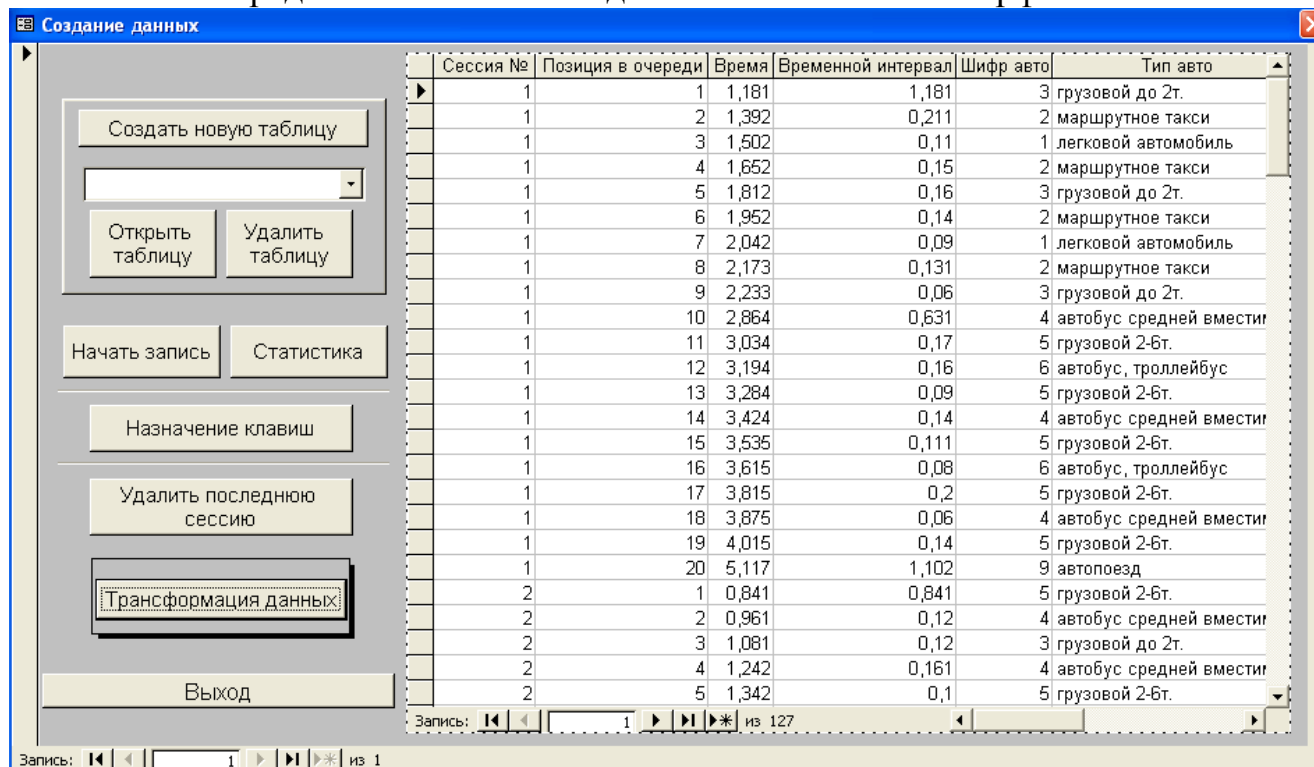 Создание данных
Создать новую таблицу
Открыть таблицу
Удалить таблицу
Начать запись
Статистика
Назначение клавиш
Удалить последнюю сессию
Трансформация данных
Выход
Сессия № Позиция в очереди Время Временной интервал Шифр авто Тип авто
1 1 1,181 1,181 3 грузовой до 2т.
1 2 1,392 0,211 2 маршрутное такси
1 3 1,502 0,11 1 легковой автомобиль
1 4 1,652 0,15 2 маршрутное такси
1 5 1,812 0,16 3 грузовой до 2т.
1 6 1,952 0,14 2 маршрутное такси
1 7 2,042 0,09 1 легковой автомобиль
1 8 2,173 0,131 2 маршрутное такси
1 9 2,233 0,06 3 грузовой до 2т.
1 10 2,864 0,631 4 автобус средней вмести
1 11 3,034 0,17 5 грузовой 2-6т.
1 12 3,194 0,16 6 автобус, троллейбус
1 13 3,284 0,09 5 грузовой 2-6т.
1 14 3,424 0,14 4 автобус средней вмести
1 15 3,535 0,111 5 грузовой 2-6т.
1 16 3,615 0,08 6 автобус, троллейбус
1 17 3,815 0,2 5 грузовой 2-6т.
1 18 3,875 0,06 4 автобус средней вмести
1 19 4,015 0,14 5 грузовой 2-6т.
1 20 5,117 1,102 9 автопоезд
2 1 0,841 0,841 5 грузовой 2-6т.
2 2 0,961 0,12 4 автобус средней вмести
2 3 1,081 0,12 3 грузовой до 2т.
2 4 1,242 0,161 4 автобус средней вмести
2 5 1,342 0,1 5 грузовой 2-6т.
Запись: 1 из 127
Запись: 1 из 1